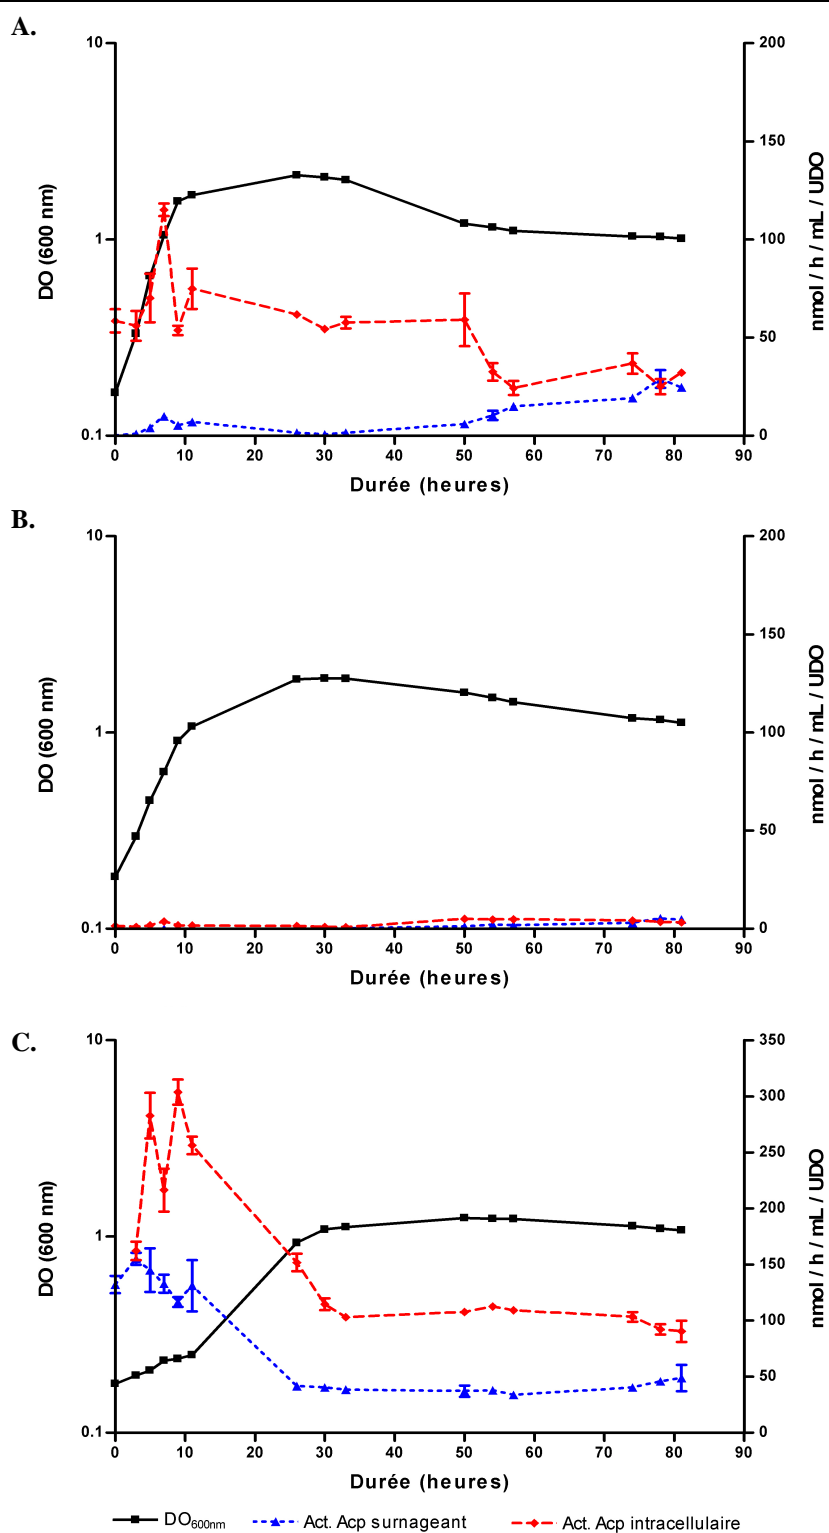 A.
10
1
0.1
DO (600 nm)
200
150
100
50
0
nmol / h / mL / UDO
0 10 20 30 40 50 60 70 80 90
Durée (heures)
B.
10
1
0.1
DO (600 nm)
200
150
100
50
0
nmol / h / mL / UDO
0 10 20 30 40 50 60 70 80 90
Durée (heures)
C.
10
1
0.1
DO (600 nm)
350
300
250
200
150
100
50
0
nmol / h / mL / UDO
0 10 20 30 40 50 60 70 80 90
Durée (heures)
DO600nm Act. Acp surnageant Act. Acp intracellulaire